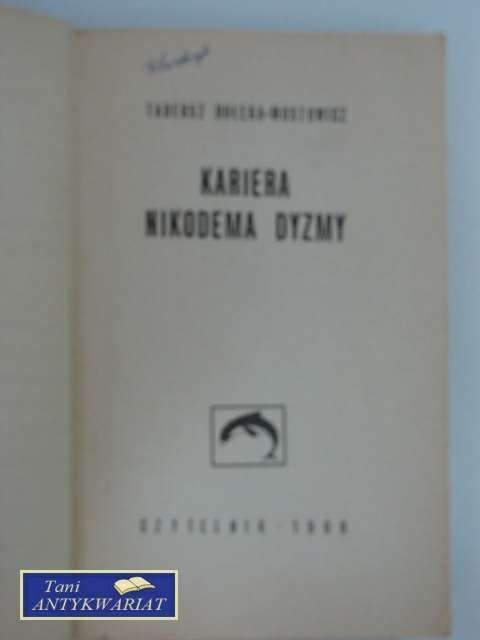 TADEUSZ DOŁĘGA-MOSTOWICZ
KARIERA
NIKODEMA DYZMY
CZYTELNIK
Tani
ANTYKWARIAT